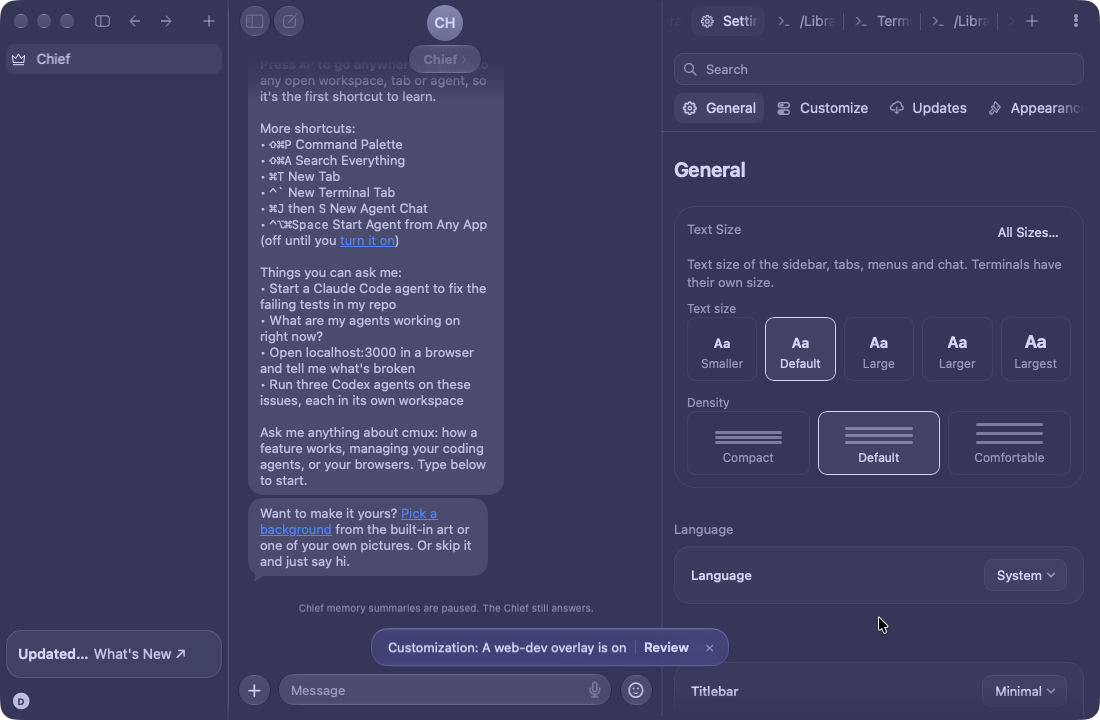 Chief
Updated... What's New ↗
D
CH
Chief ›
Press ⌘P to go anywhere
any open workspace, tab or agent, so
it's the first shortcut to learn.
More shortcuts:
• ⇧⌘P Command Palette
• ⇧⌘A Search Everything
• ⌘T New Tab
• ^` New Terminal Tab
• ⌘J then S New Agent Chat
• ^⌥⌘Space Start Agent from Any App
(off until you turn it on)
Things you can ask me:
• Start a Claude Code agent to fix the
failing tests in my repo
• What are my agents working on
right now?
• Open localhost:3000 in a browser
and tell me what's broken
• Run three Codex agents on these
issues, each in its own workspace
Ask me anything about cmux: how a
feature works, managing your coding
agents, or your browsers. Type below
to start.
Want to make it yours? Pick a
background from the built-in art or
one of your own pictures. Or skip it
and just say hi.
Chief memory summaries are paused. The Chief still answers.
Customization: A web-dev overlay is on Review ×
Message
Settin /Libra Termi /Libra
Search
General Customize Updates Appearanc
General
Text Size All Sizes...
Text size of the sidebar, tabs, menus and chat. Terminals have
their own size.
Text size
Aa Aa Aa Aa Aa
Smaller Default Large Larger Largest
Density
Compact Default Comfortable
Language
Language System
Titlebar Minimal